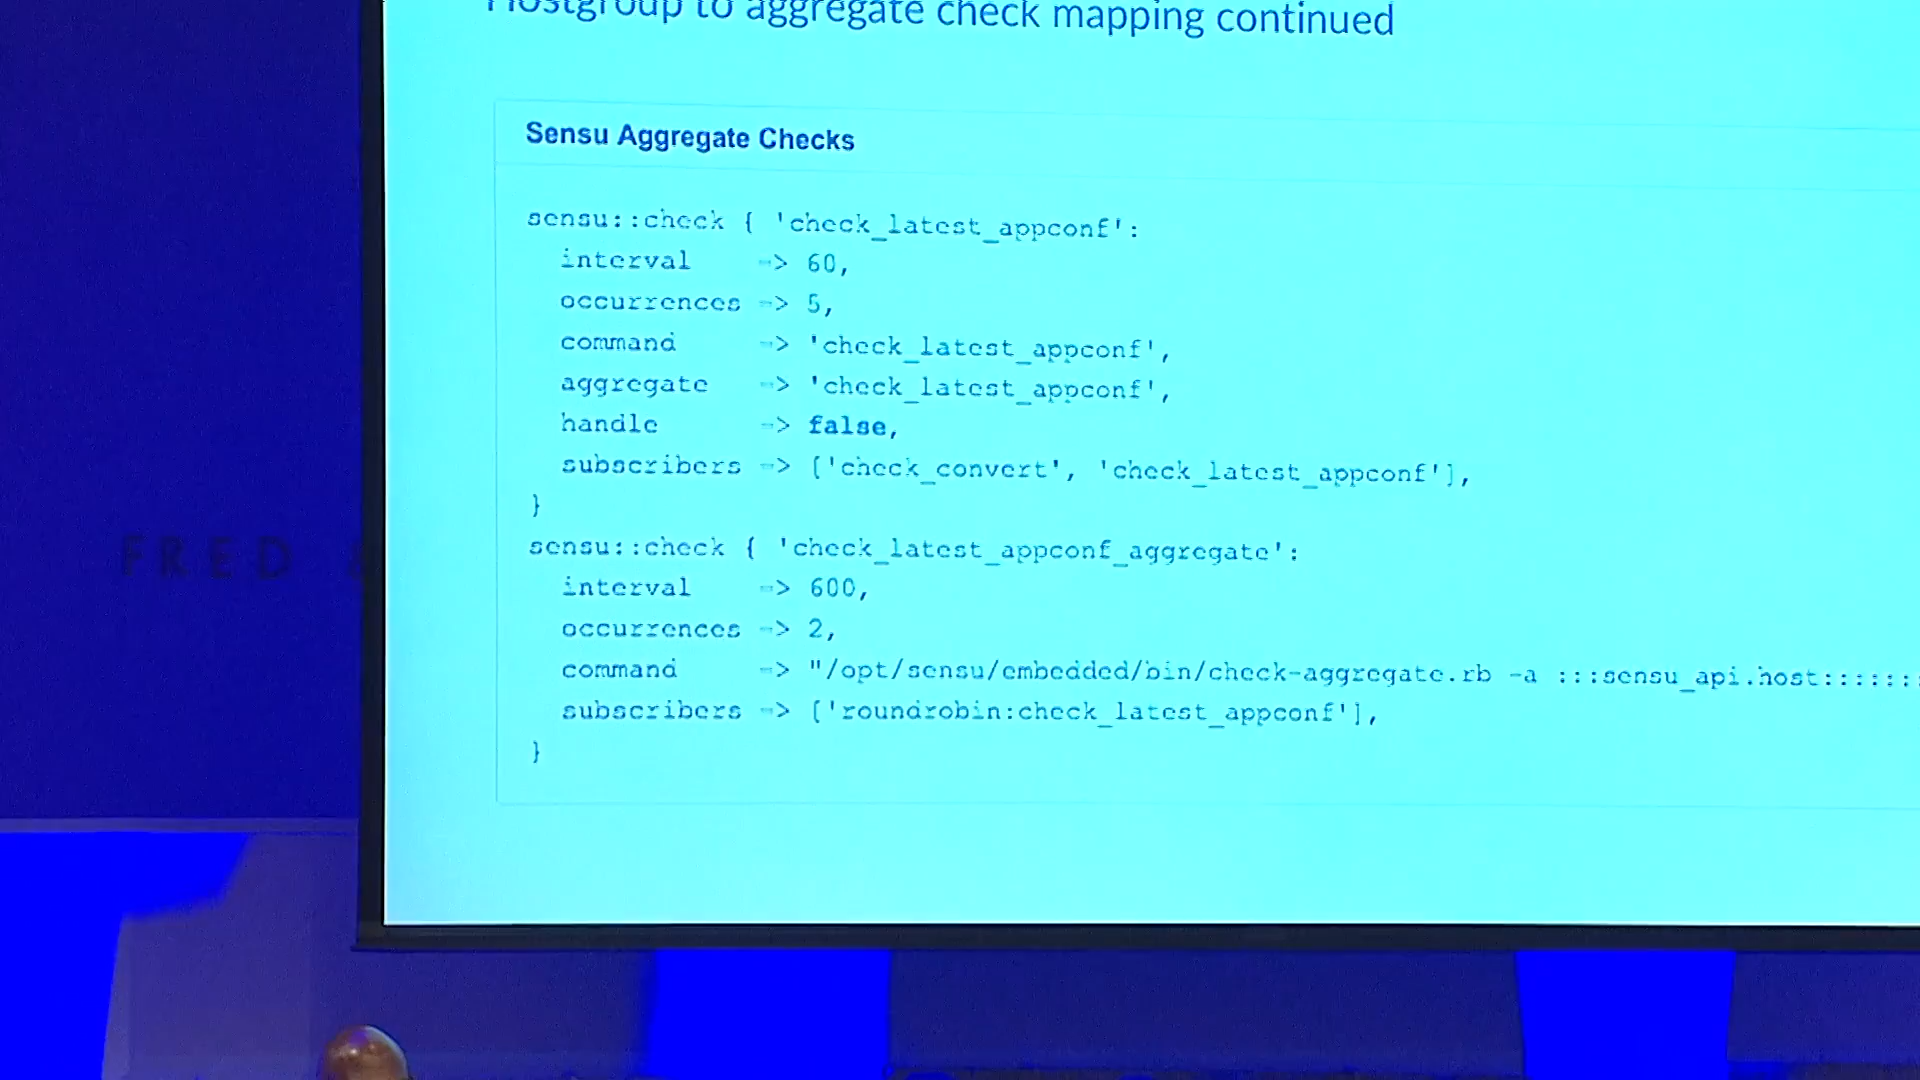 Hostgroup to aggregate check mapping continued
Sensu Aggregate Checks
sensu::check { 'check_latest_appconf':
interval => 60,
occurrences => 5,
command => 'check_latest_appconf',
aggregate => 'check_latest_appconf',
handle => false,
subscribers => ['check_convert', 'check_latest_appconf'],
}
sensu::check { 'check_latest_appconf_aggregate':
interval => 600,
occurrences => 2,
command => "/opt/sensu/embedded/bin/check-aggregate.rb -a :::sensu_api.host:::::::
subscribers => ['roundrobin:check_latest_appconf'],
}
FRED &